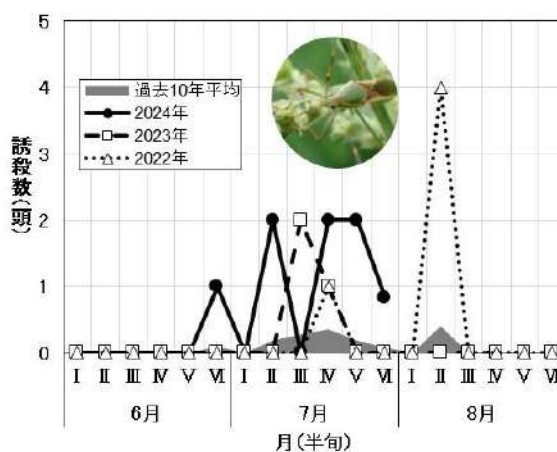 5
4
3
2
1
0
誘殺数(頭)
過去10年平均
2024年
2023年
2022年
Ⅰ Ⅱ Ⅲ Ⅳ Ⅴ Ⅵ Ⅰ Ⅱ Ⅲ Ⅳ Ⅴ Ⅵ Ⅰ Ⅱ Ⅲ Ⅳ Ⅴ Ⅵ
6月 7月 8月
月(半旬)